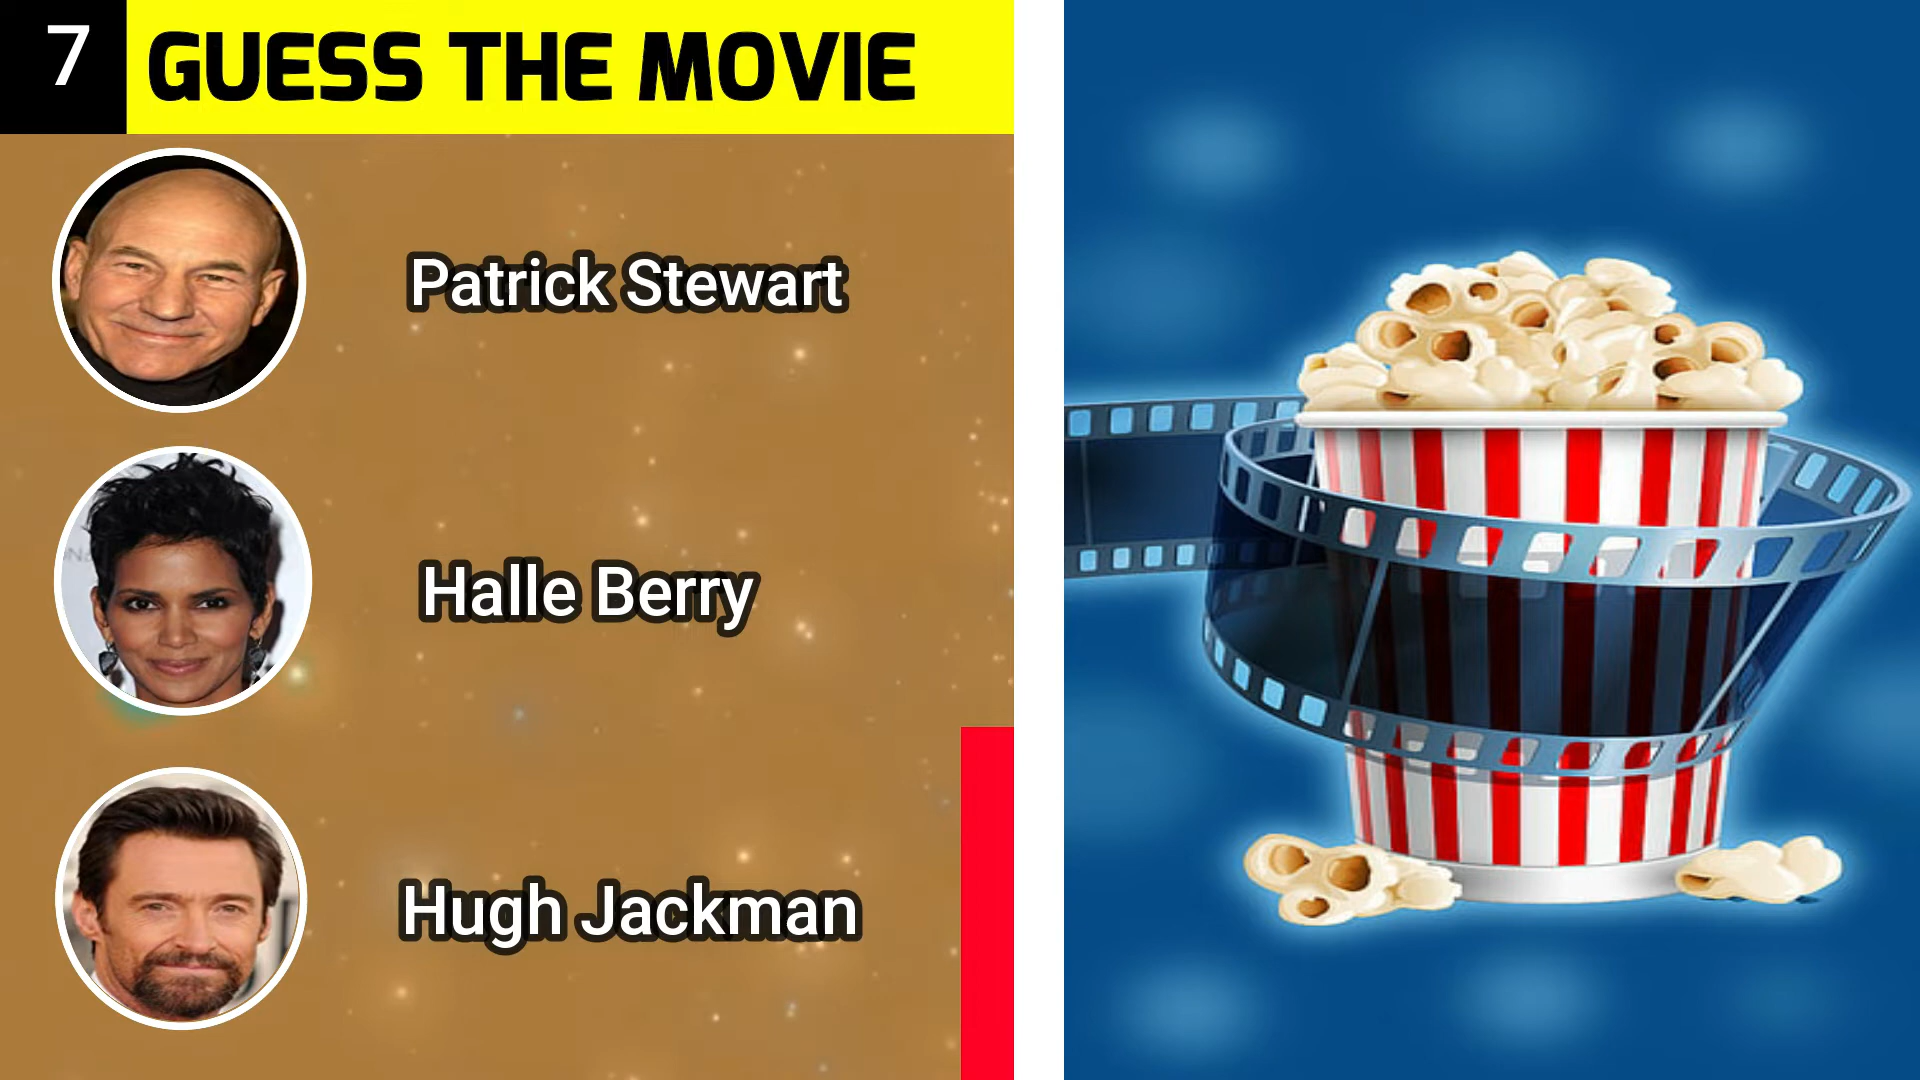 7
GUESS THE MOVIE
Patrick Stewart
Halle Berry
Hugh Jackman